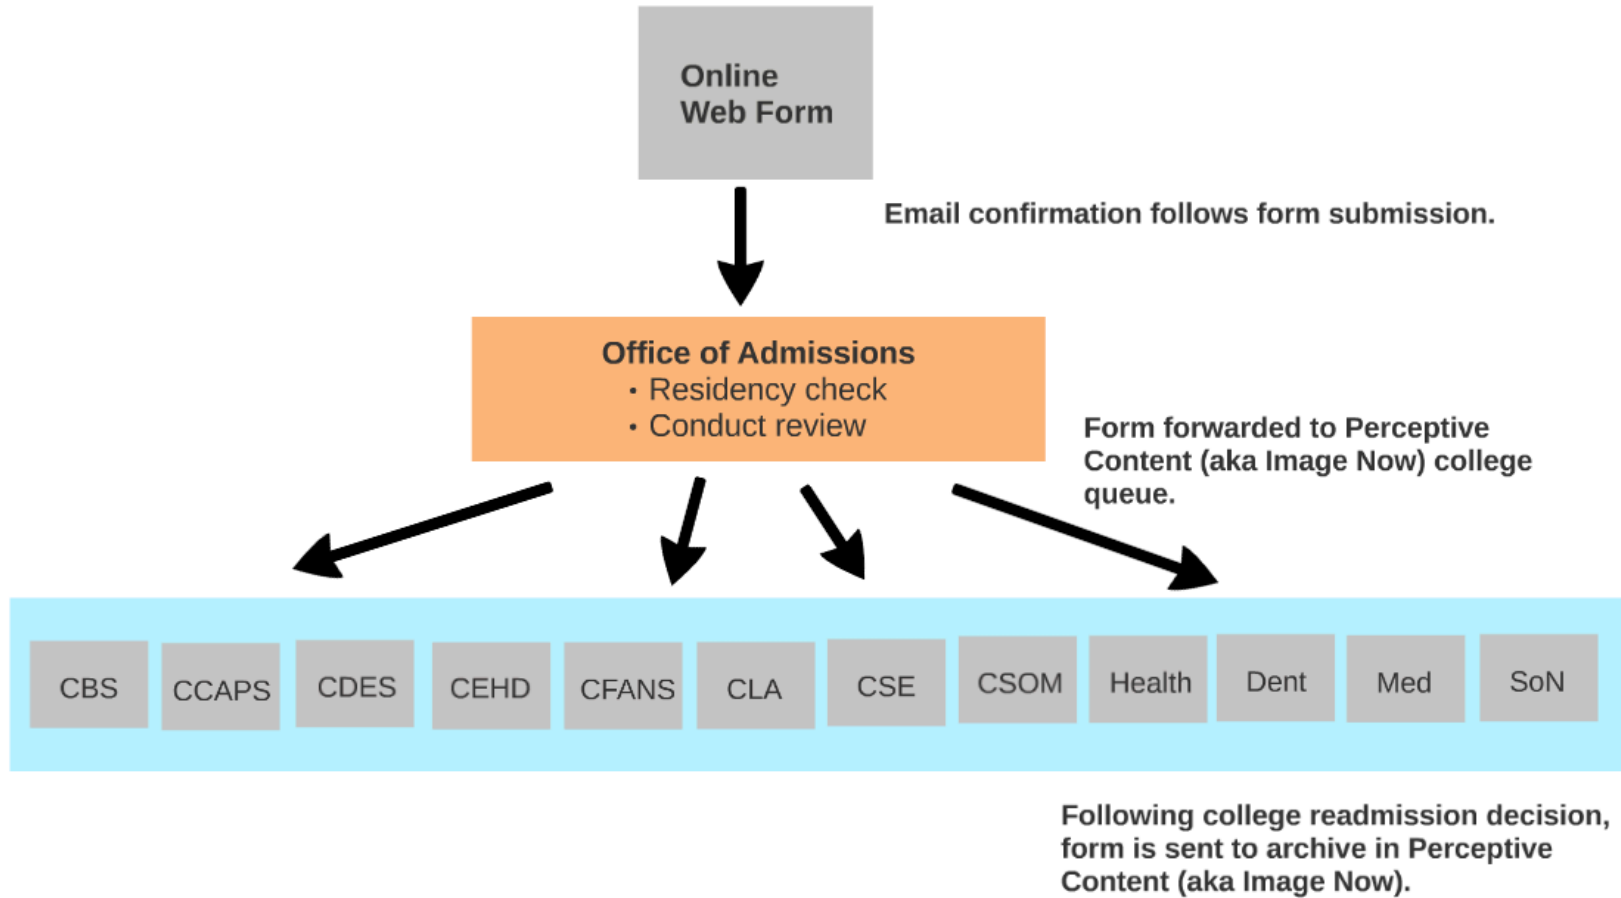 Online
Web Form
Email confirmation follows form submission.
Office of Admissions
• Residency check
• Conduct review
Form forwarded to Perceptive
Content (aka Image Now) college
queue.
CBS
CCAPS
CDES
CEHD
CFANS
CLA
CSE
CSOM
Health
Dent
Med
SoN
Following college readmission decision,
form is sent to archive in Perceptive
Content (aka Image Now).